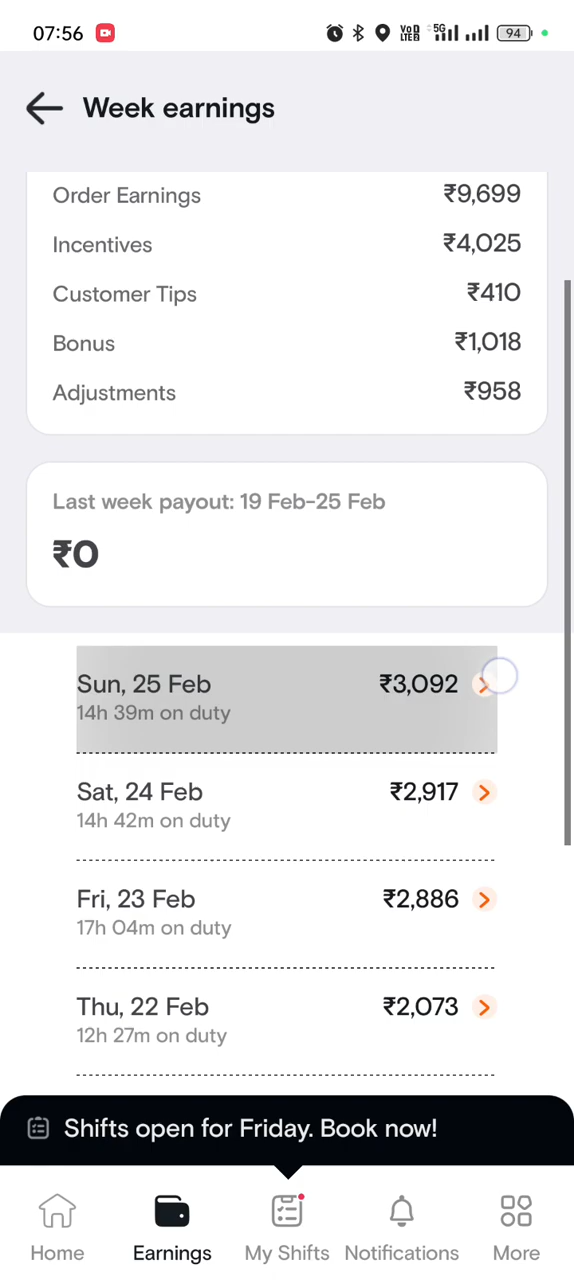 07:56
VoD LTE2 5G 94
Week earnings
Order Earnings ₹9,699
Incentives ₹4,025
Customer Tips ₹410
Bonus ₹1,018
Adjustments ₹958
Last week payout: 19 Feb-25 Feb
₹0
Sun, 25 Feb ₹3,092
14h 39m on duty
Sat, 24 Feb ₹2,917
14h 42m on duty
Fri, 23 Feb ₹2,886
17h 04m on duty
Thu, 22 Feb ₹2,073
12h 27m on duty
Shifts open for Friday. Book now!
Home Earnings My Shifts Notifications More